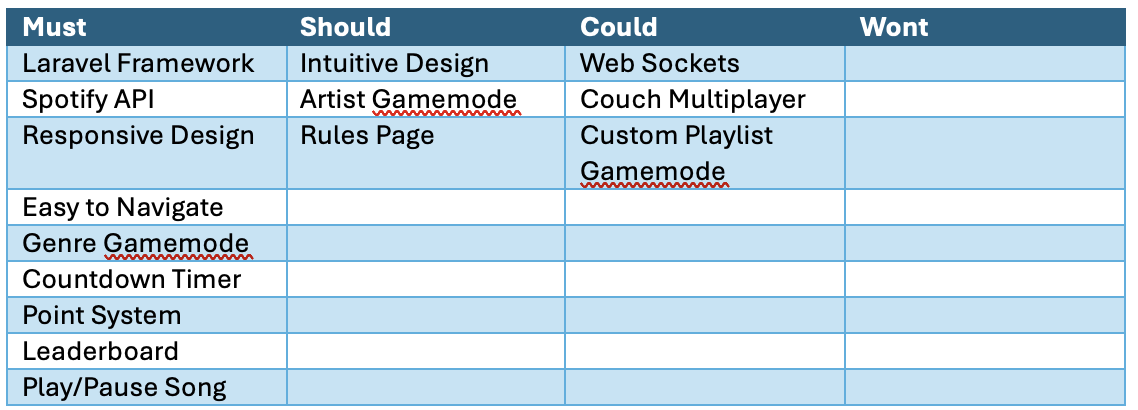 Must Should Could Wont
Laravel Framework Intuitive Design Web Sockets
Spotify API Artist Gamemode Couch Multiplayer
Responsive Design Rules Page Custom Playlist
Gamemode
Easy to Navigate
Genre Gamemode
Countdown Timer
Point System
Leaderboard
Play/Pause Song